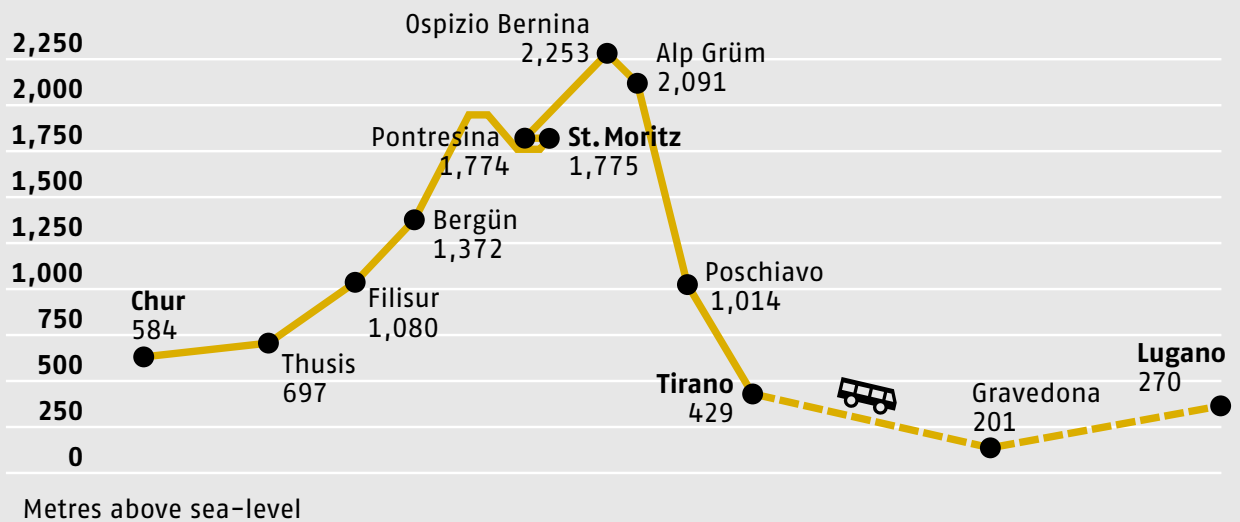 2,250
2,000
1,750
1,500
1,250
1,000
750
500
250
0
Chur
584
Thusis
697
Filisur
1,080
Bergün
1,372
Pontresina
1,774
St. Moritz
1,775
Ospizio Bernina
2,253
Alp Grüm
2,091
Poschiavo
1,014
Tirano
429
Gravedona
201
Lugano
270
Metres above sea-level